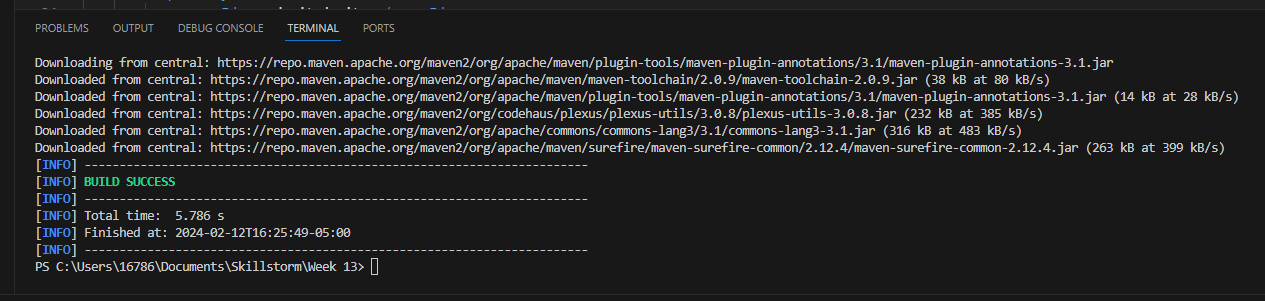 PROBLEMS OUTPUT DEBUG CONSOLE TERMINAL PORTS
Downloading from central: https://repo.maven.apache.org/maven2/org/apache/maven/plugin-tools/maven-plugin-annotations/3.1/maven-plugin-annotations-3.1.jar
Downloaded from central: https://repo.maven.apache.org/maven2/org/apache/maven/maven-toolchain/2.0.9/maven-toolchain-2.0.9.jar (38 kB at 80 kB/s)
Downloaded from central: https://repo.maven.apache.org/maven2/org/apache/maven/plugin-tools/maven-plugin-annotations/3.1/maven-plugin-annotations-3.1.jar (14 kB at 28 kB/s)
Downloaded from central: https://repo.maven.apache.org/maven2/org/codehaus/plexus/plexus-utils/3.0.8/plexus-utils-3.0.8.jar (232 kB at 385 kB/s)
Downloaded from central: https://repo.maven.apache.org/maven2/org/apache/commons/commons-lang3/3.1/commons-lang3-3.1.jar (316 kB at 483 kB/s)
Downloaded from central: https://repo.maven.apache.org/maven2/org/apache/maven/surefire/maven-surefire-common/2.12.4/maven-surefire-common-2.12.4.jar (263 kB at 399 kB/s)
[INFO] ------------------------------------------------------------------------
[INFO] BUILD SUCCESS
[INFO] ------------------------------------------------------------------------
[INFO] Total time:  5.786 s
[INFO] Finished at: 2024-02-12T16:25:49-05:00
[INFO] ------------------------------------------------------------------------
PS C:\Users\16786\Documents\Skillstorm\Week 13>